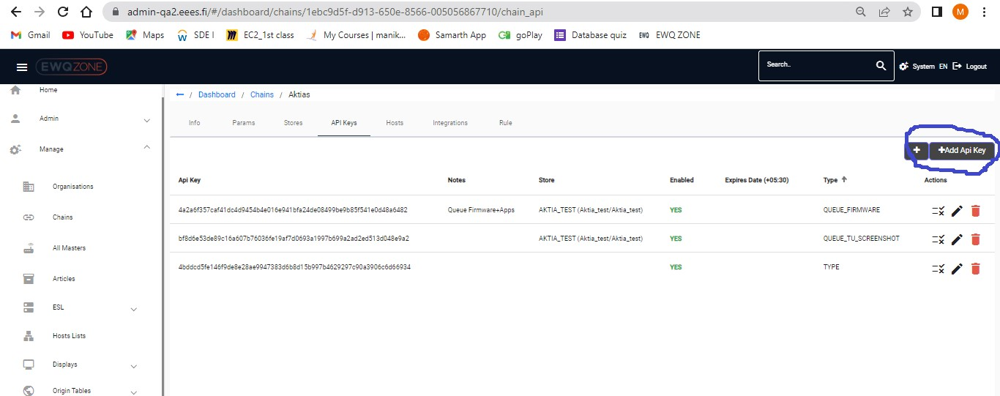 admin-qa2.eees.fi/#/dashboard/chains/1ebc9d5f-d913-650e-8566-005056867710/chain_api M
Gmail YouTube Maps SDE I EC2_1st class My Courses | manik... Samarth App goPlay Database quiz EWQ EWQ ZONE
EWQZONE Search.. System EN Logout
Home
Admin
Manage
Organisations
Chains
All Masters
Articles
ESL
Hosts Lists
Displays
Origin Tables
/ Dashboard / Chains / Aktias
Info Params Stores API Keys Hosts Integrations Rule
+ +Add Api Key
Api Key Notes Store Enabled Expires Date (+05:30) Type Actions
4a2a6f357caf41dc4d9454b4e016e941bfa24de08499be9b85f541e0d48a6482 Queue Firmware+Apps AKTIA_TEST (Aktia_test/Aktia_test) YES QUEUE_FIRMWARE
bf8d6e53de89c16a607b76036fe19af7d0693a1997b699a2ad2ed513d048e9a2 AKTIA_TEST (Aktia_test/Aktia_test) YES QUEUE_TU_SCREENSHOT
4bddcd5fe146f9de8e28ae9947383d6b8d15b997b4629297c90a3906c6d66934 YES TYPE